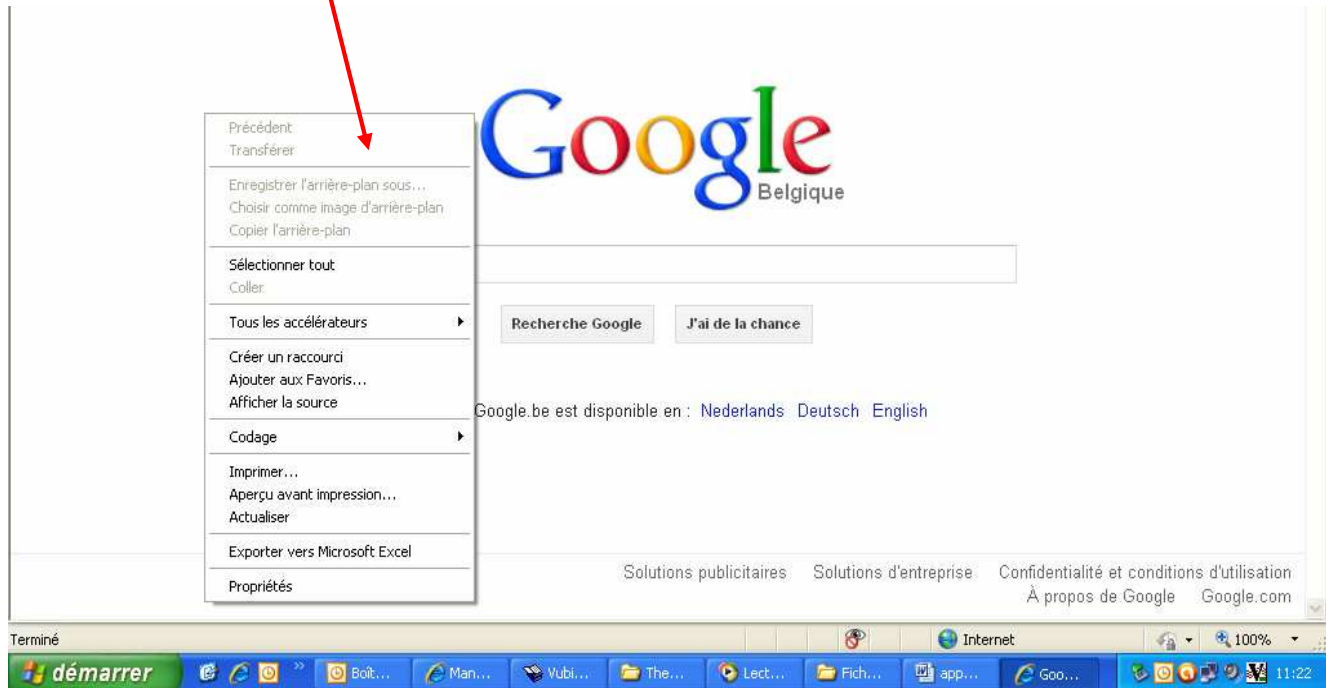 Google
Belgique
Précédent
Transférer
Enregistrer l'arrière-plan sous...
Choisir comme image d'arrière-plan
Copier l'arrière-plan
Sélectionner tout
Coller
Tous les accélérateurs
Créer un raccourci
Ajouter aux Favoris...
Afficher la source
Codage
Imprimer...
Aperçu avant impression...
Actualiser
Exporter vers Microsoft Excel
Propriétés
Recherche Google J'ai de la chance
Google.be est disponible en : Nederlands Deutsch English
Solutions publicitaires Solutions d'entreprise Confidentialité et conditions d'utilisation
À propos de Google Google.com
Terminé Internet 100%
démarrer Boît... Man... Vubi... The... Lect... Fich... app... Goo... 11:22